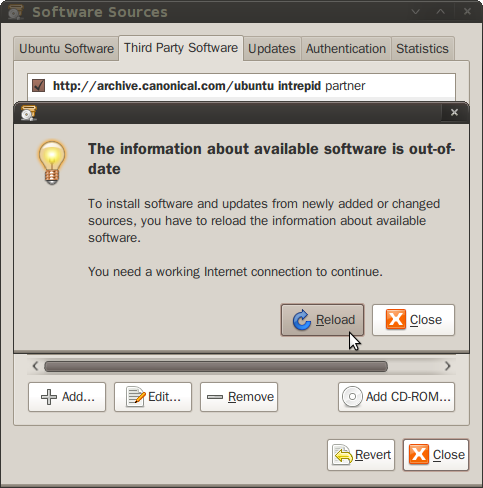 Software Sources
Ubuntu Software Third Party Software Updates Authentication Statistics
http://archive.canonical.com/ubuntu intrepid partner
The information about available software is out-of-
date
To install software and updates from newly added or changed
sources, you have to reload the information about available
software.
You need a working Internet connection to continue.
Reload Close
Add... Edit... Remove Add CD-ROM...
Revert Close